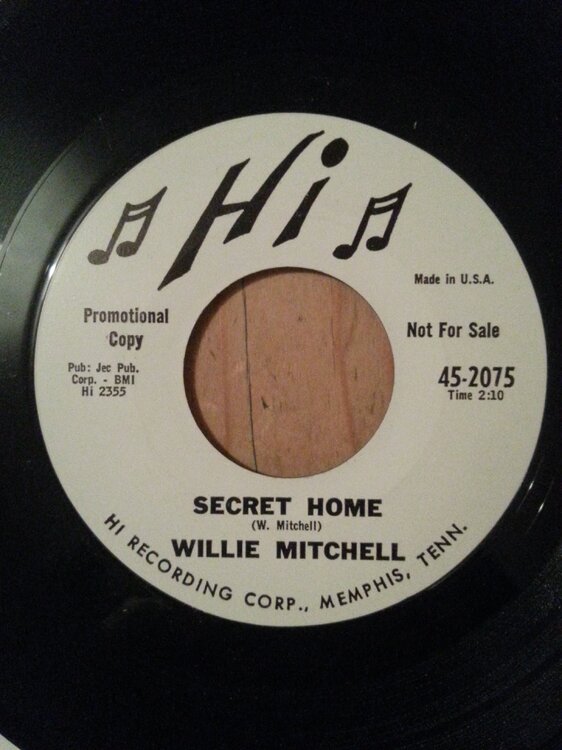 Hi
Made in U.S.A.
Promotional
Copy
Not For Sale
Pub: Jec Pub.
Corp. - BMI
Hi 2355
45-2075
Time 2:10
SECRET HOME
(W. Mitchell)
WILLIE MITCHELL
HI RECORDING CORP., MEMPHIS, TENN.